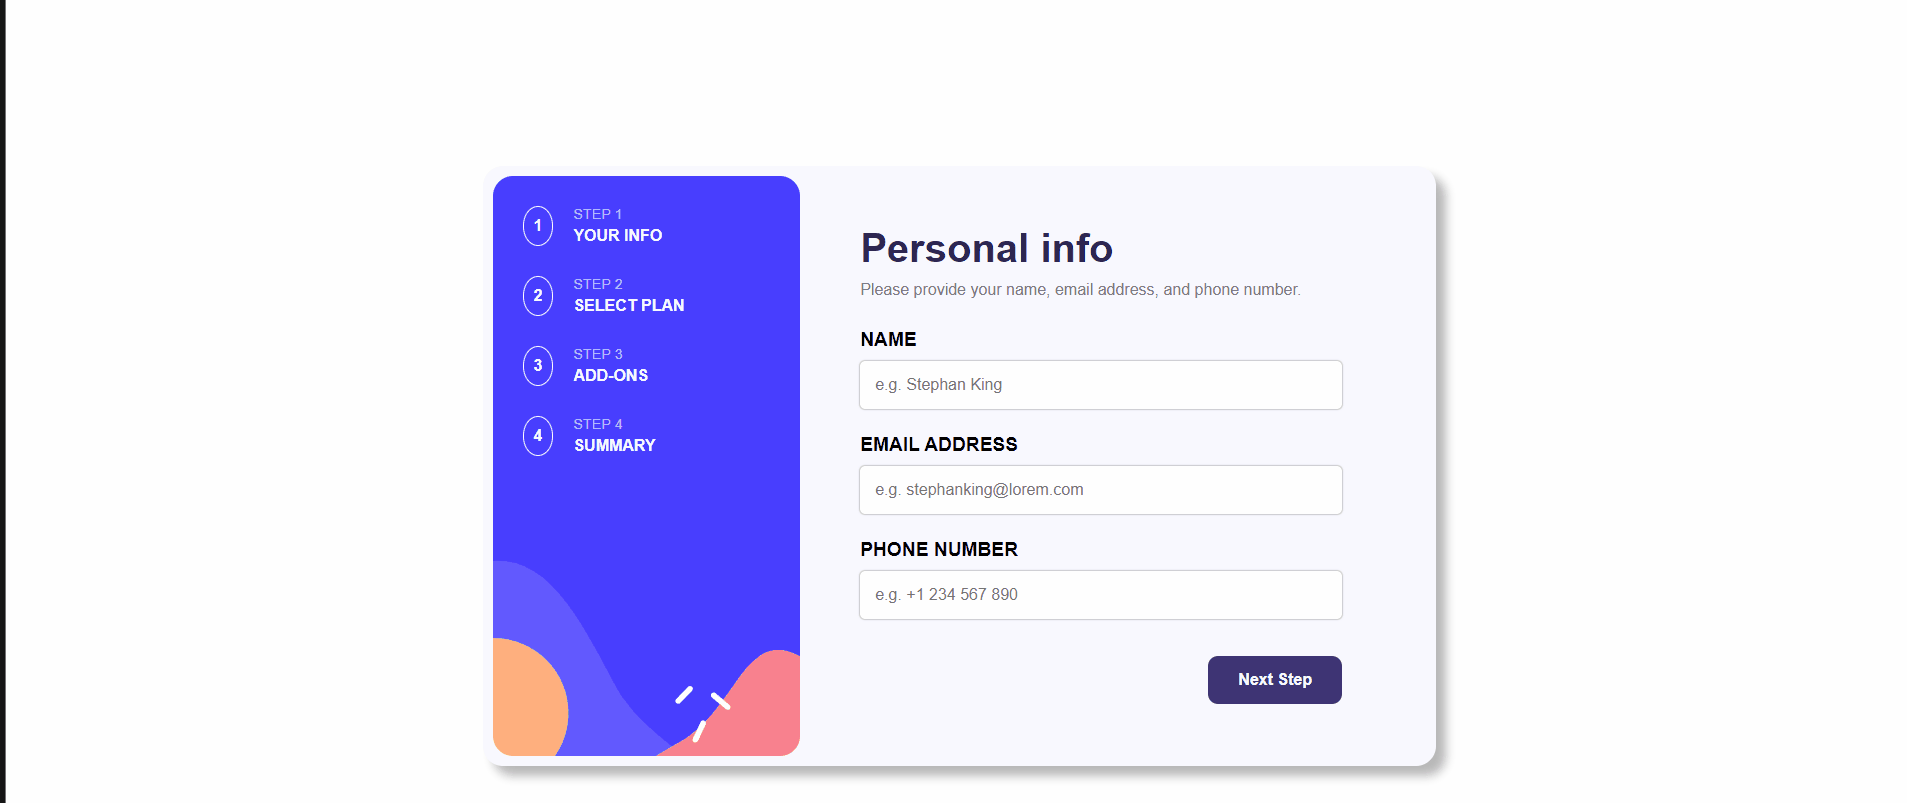 1
STEP 1
YOUR INFO
2
STEP 2
SELECT PLAN
3
STEP 3
ADD-ONS
4
STEP 4
SUMMARY
Personal info
Please provide your name, email address, and phone number.
NAME
e.g. Stephan King
EMAIL ADDRESS
e.g. stephanking@lorem.com
PHONE NUMBER
e.g. +1 234 567 890
Next Step